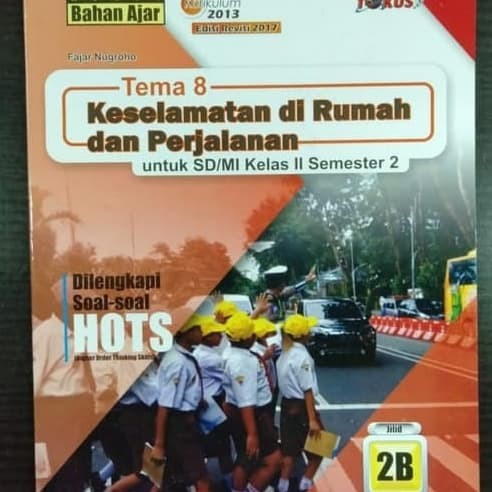 Bahan Ajar
Kurikulum
2013
Edisi Revisi 2017
FOKUS
Fajar Nugroho
Tema 8
Keselamatan di Rumah
dan Perjalanan
untuk SD/MI Kelas II Semester 2
Dilengkapi
Soal-soal
HOTS
(Higher Order Thinking Skills)
Jilid
2B